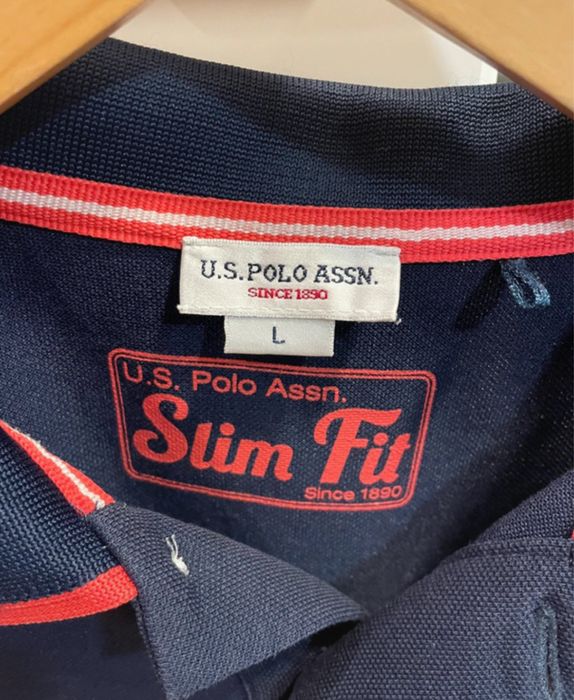 U.S. POLO ASSN.
SINCE 1890
L
U.S. Polo Assn.
Slim Fit
Since 1890